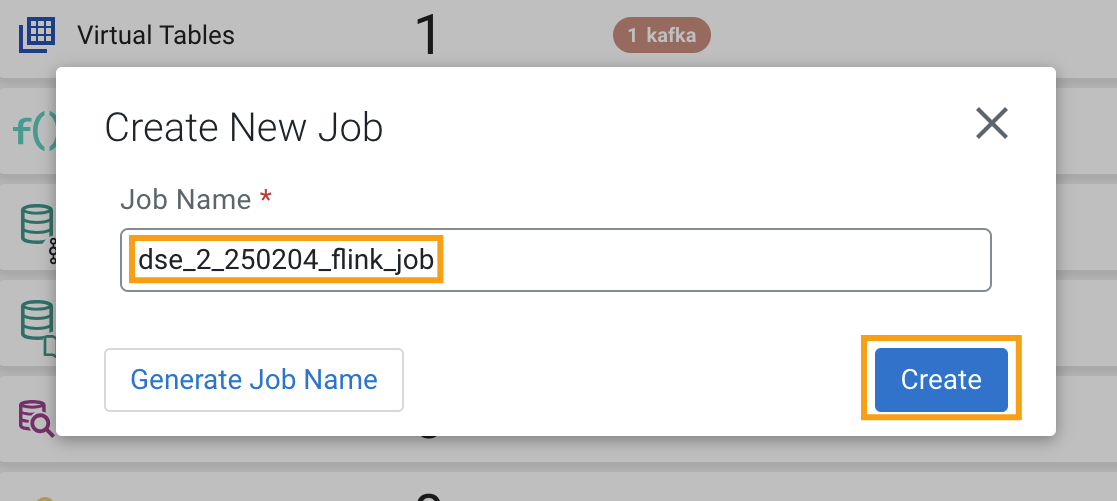 Virtual Tables 1 1 kafka
Create New Job
f()
Job Name *
dse_2_250204_flink_job
Generate Job Name Create